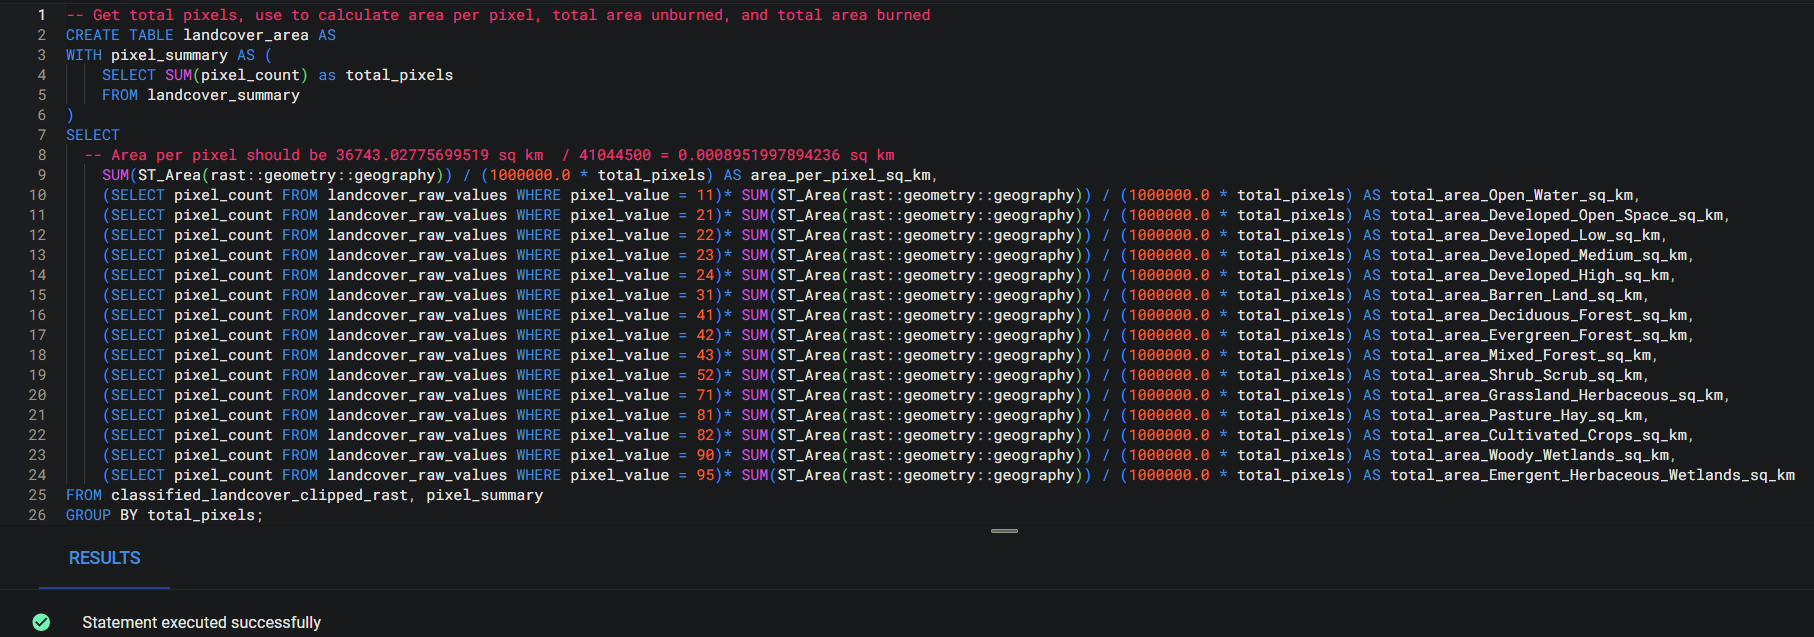 1 -- Get total pixels, use to calculate area per pixel, total area unburned, and total area burned
2 CREATE TABLE landcover_area AS
3 WITH pixel_summary AS (
4 SELECT SUM(pixel_count) as total_pixels
5 FROM landcover_summary
6 )
7 SELECT
8 -- Area per pixel should be 36743.02775699519 sq km  / 41044500 = 0.0008951997894236 sq km
9 SUM(ST_Area(rast::geometry::geography)) / (1000000.0 * total_pixels) AS area_per_pixel_sq_km,
10 (SELECT pixel_count FROM landcover_raw_values WHERE pixel_value = 11)* SUM(ST_Area(rast::geometry::geography)) / (1000000.0 * total_pixels) AS total_area_Open_Water_sq_km,
11 (SELECT pixel_count FROM landcover_raw_values WHERE pixel_value = 21)* SUM(ST_Area(rast::geometry::geography)) / (1000000.0 * total_pixels) AS total_area_Developed_Open_Space_sq_km,
12 (SELECT pixel_count FROM landcover_raw_values WHERE pixel_value = 22)* SUM(ST_Area(rast::geometry::geography)) / (1000000.0 * total_pixels) AS total_area_Developed_Low_sq_km,
13 (SELECT pixel_count FROM landcover_raw_values WHERE pixel_value = 23)* SUM(ST_Area(rast::geometry::geography)) / (1000000.0 * total_pixels) AS total_area_Developed_Medium_sq_km,
14 (SELECT pixel_count FROM landcover_raw_values WHERE pixel_value = 24)* SUM(ST_Area(rast::geometry::geography)) / (1000000.0 * total_pixels) AS total_area_Developed_High_sq_km,
15 (SELECT pixel_count FROM landcover_raw_values WHERE pixel_value = 31)* SUM(ST_Area(rast::geometry::geography)) / (1000000.0 * total_pixels) AS total_area_Barren_Land_sq_km,
16 (SELECT pixel_count FROM landcover_raw_values WHERE pixel_value = 41)* SUM(ST_Area(rast::geometry::geography)) / (1000000.0 * total_pixels) AS total_area_Deciduous_Forest_sq_km,
17 (SELECT pixel_count FROM landcover_raw_values WHERE pixel_value = 42)* SUM(ST_Area(rast::geometry::geography)) / (1000000.0 * total_pixels) AS total_area_Evergreen_Forest_sq_km,
18 (SELECT pixel_count FROM landcover_raw_values WHERE pixel_value = 43)* SUM(ST_Area(rast::geometry::geography)) / (1000000.0 * total_pixels) AS total_area_Mixed_Forest_sq_km,
19 (SELECT pixel_count FROM landcover_raw_values WHERE pixel_value = 52)* SUM(ST_Area(rast::geometry::geography)) / (1000000.0 * total_pixels) AS total_area_Shrub_Scrub_sq_km,
20 (SELECT pixel_count FROM landcover_raw_values WHERE pixel_value = 71)* SUM(ST_Area(rast::geometry::geography)) / (1000000.0 * total_pixels) AS total_area_Grassland_Herbaceous_sq_km,
21 (SELECT pixel_count FROM landcover_raw_values WHERE pixel_value = 81)* SUM(ST_Area(rast::geometry::geography)) / (1000000.0 * total_pixels) AS total_area_Pasture_Hay_sq_km,
22 (SELECT pixel_count FROM landcover_raw_values WHERE pixel_value = 82)* SUM(ST_Area(rast::geometry::geography)) / (1000000.0 * total_pixels) AS total_area_Cultivated_Crops_sq_km,
23 (SELECT pixel_count FROM landcover_raw_values WHERE pixel_value = 90)* SUM(ST_Area(rast::geometry::geography)) / (1000000.0 * total_pixels) AS total_area_Woody_Wetlands_sq_km,
24 (SELECT pixel_count FROM landcover_raw_values WHERE pixel_value = 95)* SUM(ST_Area(rast::geometry::geography)) / (1000000.0 * total_pixels) AS total_area_Emergent_Herbaceous_Wetlands_sq_km
25 FROM classified_landcover_clipped_rast, pixel_summary
26 GROUP BY total_pixels;
RESULTS
Statement executed successfully